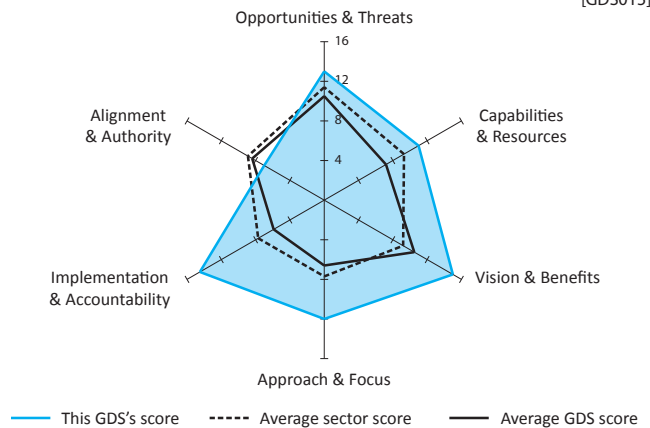 Opportunities & Threats
16
12
8
4
Alignment
& Authority
Capabilities
& Resources
Implementation
& Accountability
Vision & Benefits
Approach & Focus
This GDS's score
Average sector score
Average GDS score